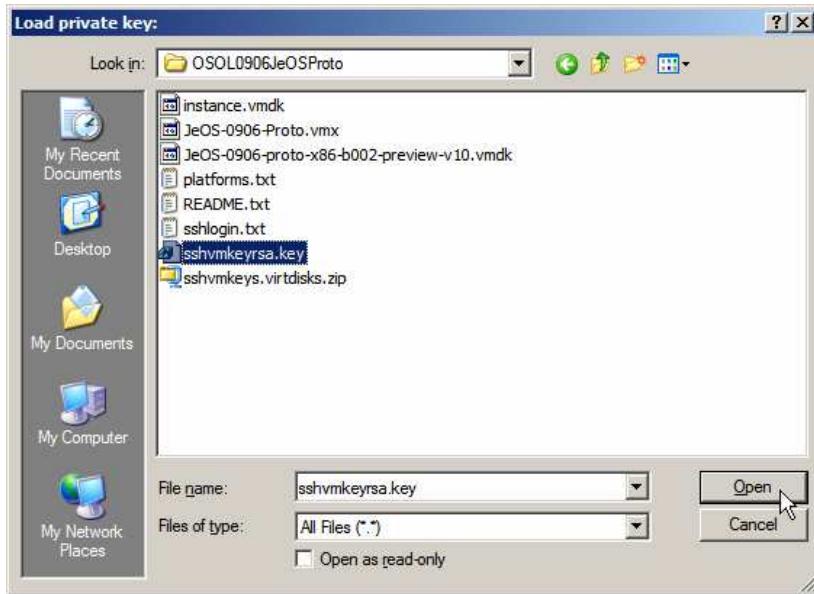 Load private key:
Look in:
OSOL0906JeOSProto
My Recent
Documents
Desktop
My Documents
My Computer
My Network
Places
instance.vmdk
JeOS-0906-Proto.vmx
JeOS-0906-proto-x86-b002-preview-v10.vmdk
platforms.txt
README.txt
sshlogin.txt
sshvmkeyrsa.key
sshvmkeys.virtdisks.zip
File name:
sshvmkeyrsa.key
Open
Files of type:
All Files (*.*)
Cancel
Open as read-only